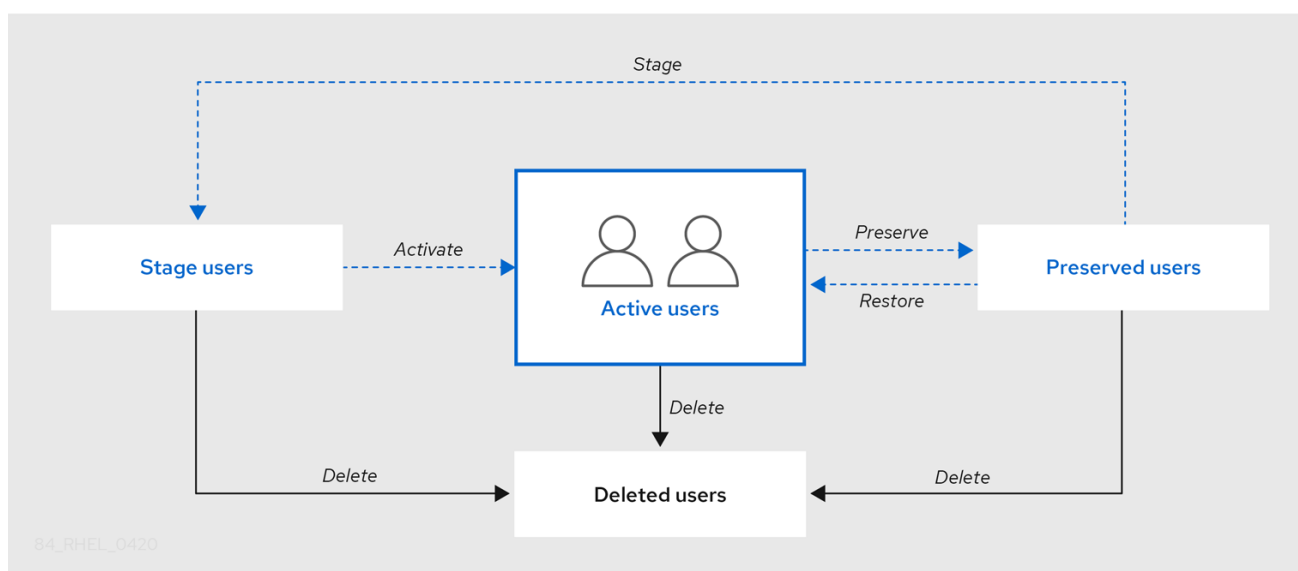 Stage
Preserve
Activate
Stage users
Preserved users
Restore
Active users
Delete
Delete
Delete
Deleted users
84_RHEL_0420